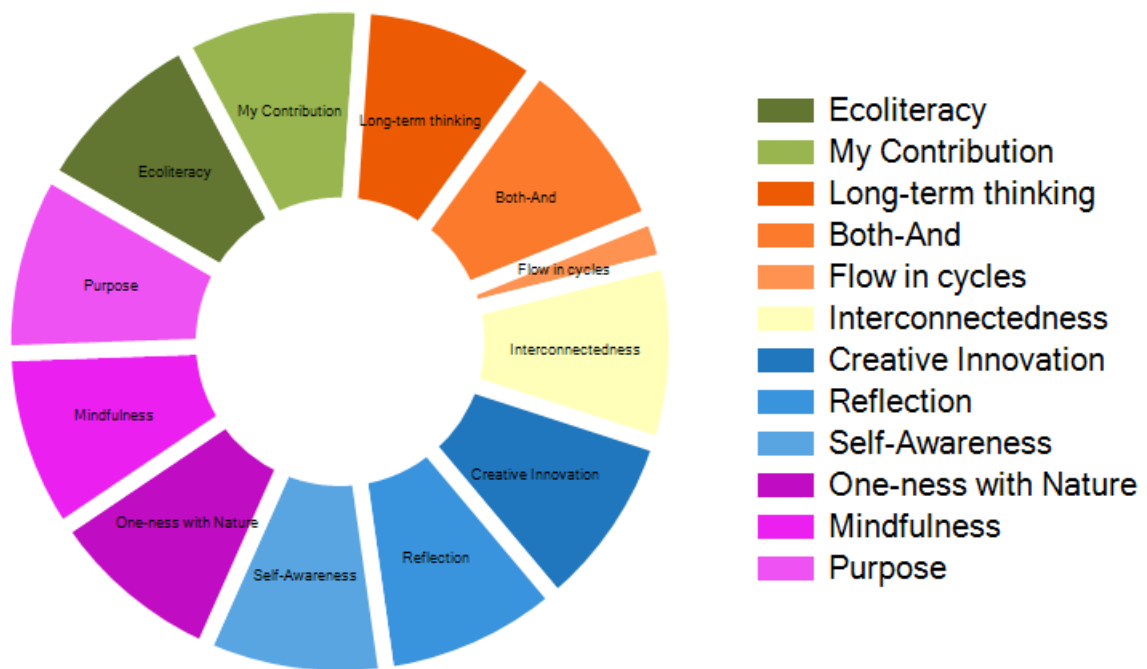 My Contribution
Long-term thinking
Ecoliteracy
Both-And
Flow in cycles
Purpose
Interconnectedness
Mindfulness
Creative Innovation
One-ness with Nature
Reflection
Self-Awareness
Ecoliteracy
My Contribution
Long-term thinking
Both-And
Flow in cycles
Interconnectedness
Creative Innovation
Reflection
Self-Awareness
One-ness with Nature
Mindfulness
Purpose